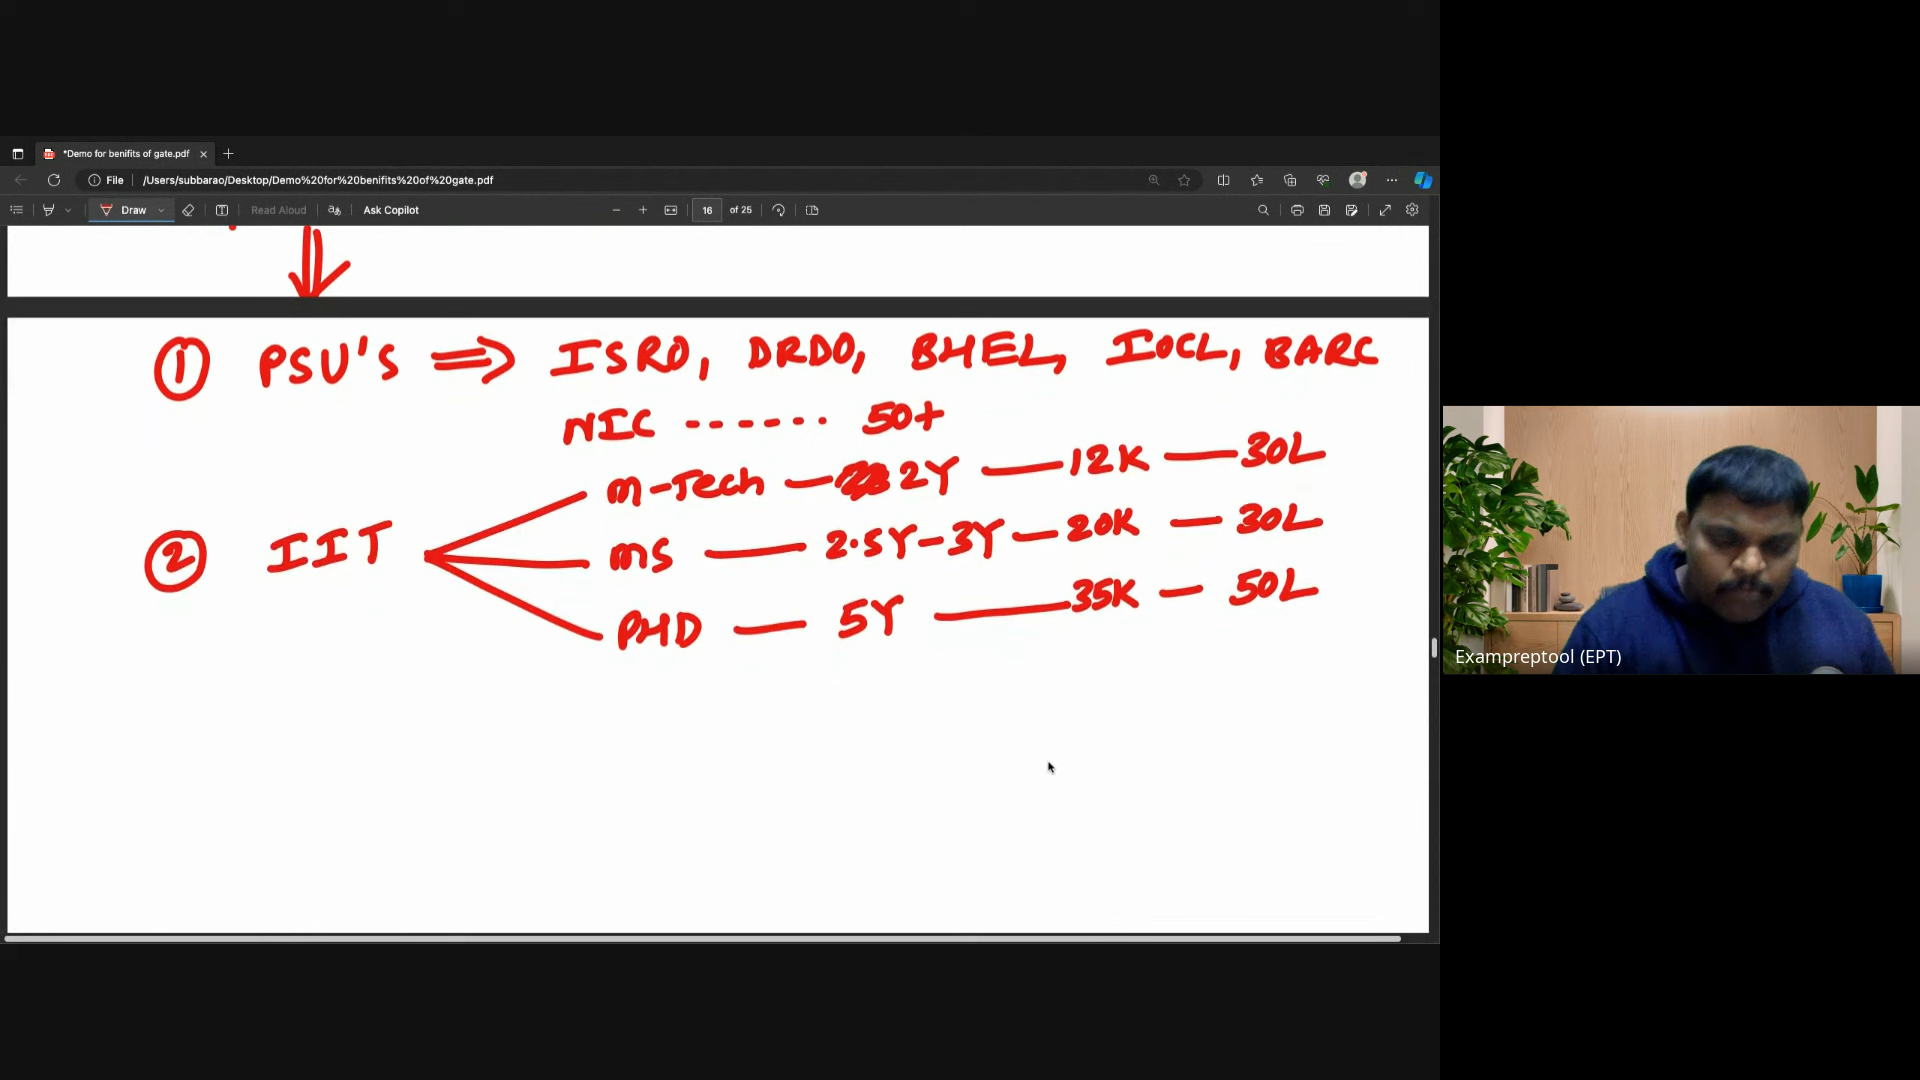 *Demo for benifits of gate.pdf
File /Users/subbarao/Desktop/Demo%20for%20benifits%20of%20gate.pdf
Draw Read Aloud Ask Copilot 16 of 25
① PSU'S ⇒ ISRO, DRDO, BHEL, IOCL, BARC
NIC ------ 50+
② IIT
m-Tech — 2Y — 12K — 30L
MS — 2.5Y-3Y — 20K — 30L
PHD — 5Y — 35K — 50L
Exampreptool (EPT)